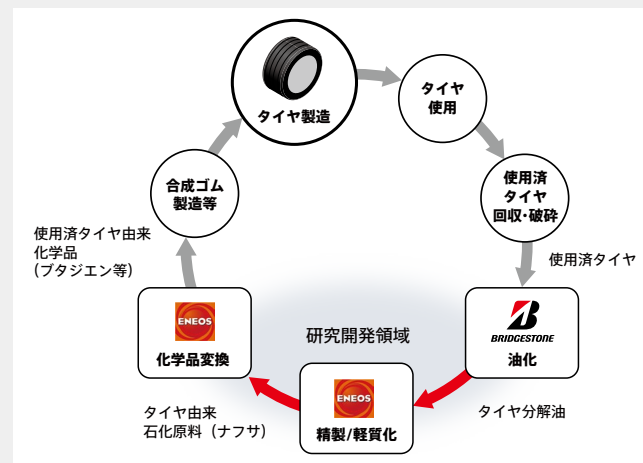 タイヤ製造
タイヤ
使用
使用済
タイヤ
回収・破砕
使用済タイヤ
BRIDGESTONE
油化
タイヤ分解油
研究開発領域
ENEOS
精製/軽質化
タイヤ由来
石化原料（ナフサ）
ENEOS
化学品変換
使用済タイヤ由来
化学品
(ブタジエン等)
合成ゴム
製造等